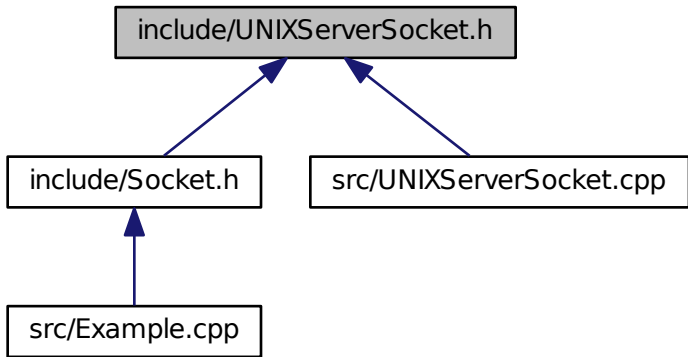 include/UNIXServerSocket.h
include/Socket.h
src/UNIXServerSocket.cpp
src/Example.cpp